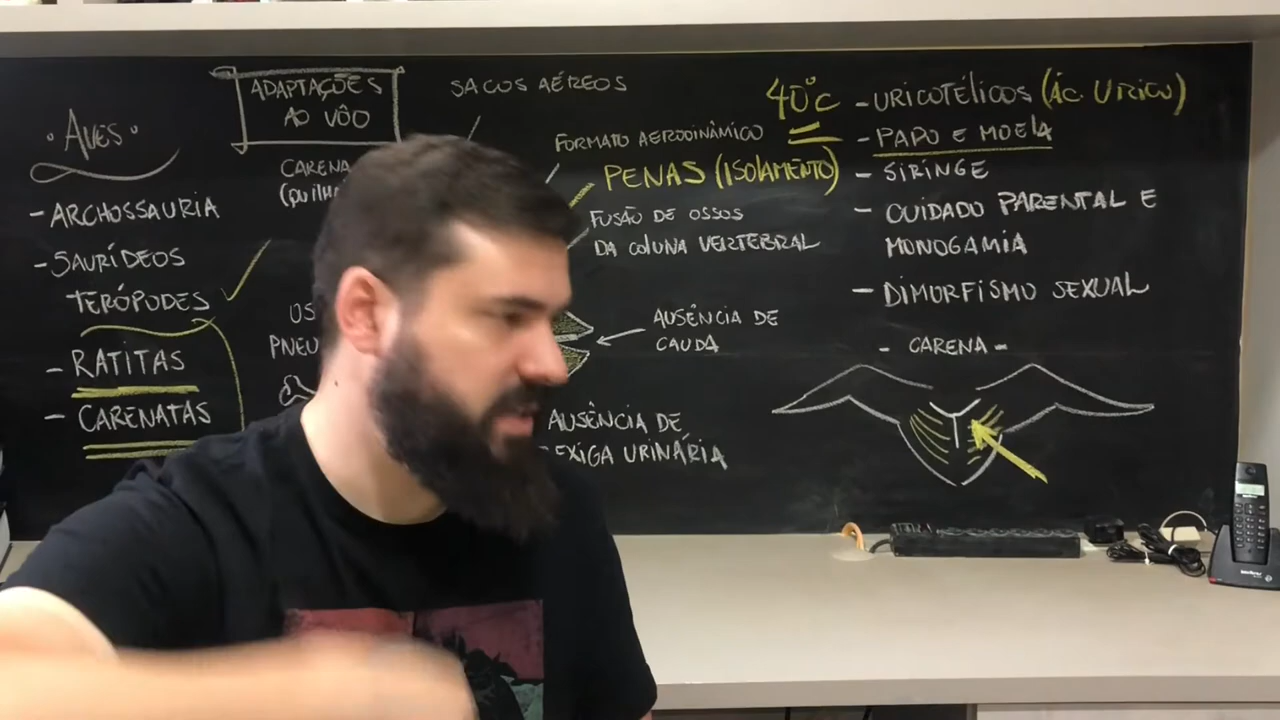 • AVES •
- ARCHOSSAURIA
- SAURÍDEOS
TERÓPODES
- RATITAS
- CARENATAS
ADAPTAÇÕES
AO VÔO
CARENA
SACOS AÉREOS
FORMATO AERODINÂMICO
PENAS (ISOLAMENTO)
FUSÃO DE OSSOS
DA COLUNA VERTEBRAL
AUSÊNCIA DE
CAUDA
AUSÊNCIA DE
EXIGA URINÁRIA
40°C
- URICOTÉLICOS (ÁC. ÚRICO)
- PAPO E MOELA
- SIRINGE
- CUIDADO PARENTAL E
MONOGAMIA
- DIMORFISMO SEXUAL
- CARENA -